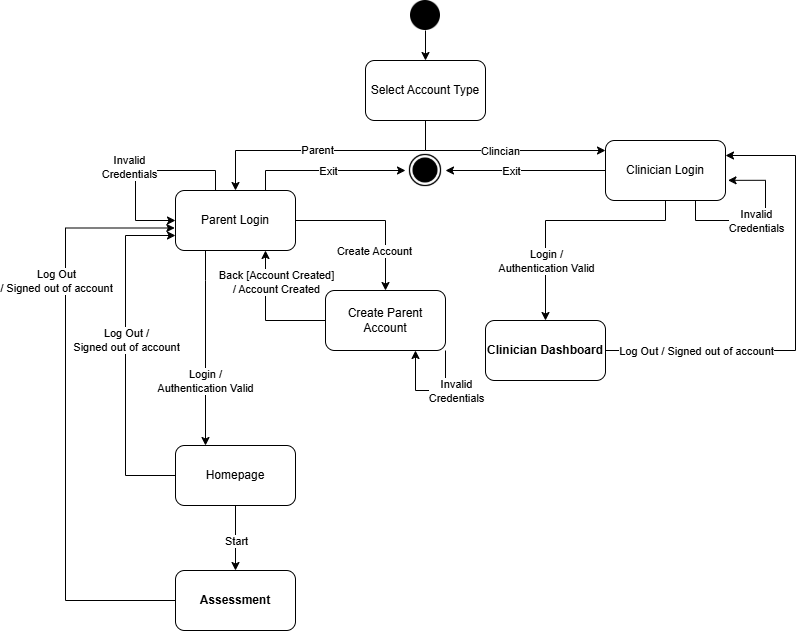 Select Account Type
Parent
Clincian
Invalid
Credentials
Exit
Exit
Clinician Login
Parent Login
Invalid
Credentials
Create Account
Login /
Authentication Valid
Log Out
/ Signed out of account
Back [Account Created]
/ Account Created
Create Parent
Account
Log Out /
Signed out of account
Clinician Dashboard
Log Out / Signed out of account
Login /
Authentication Valid
Invalid
Credentials
Homepage
Start
Assessment